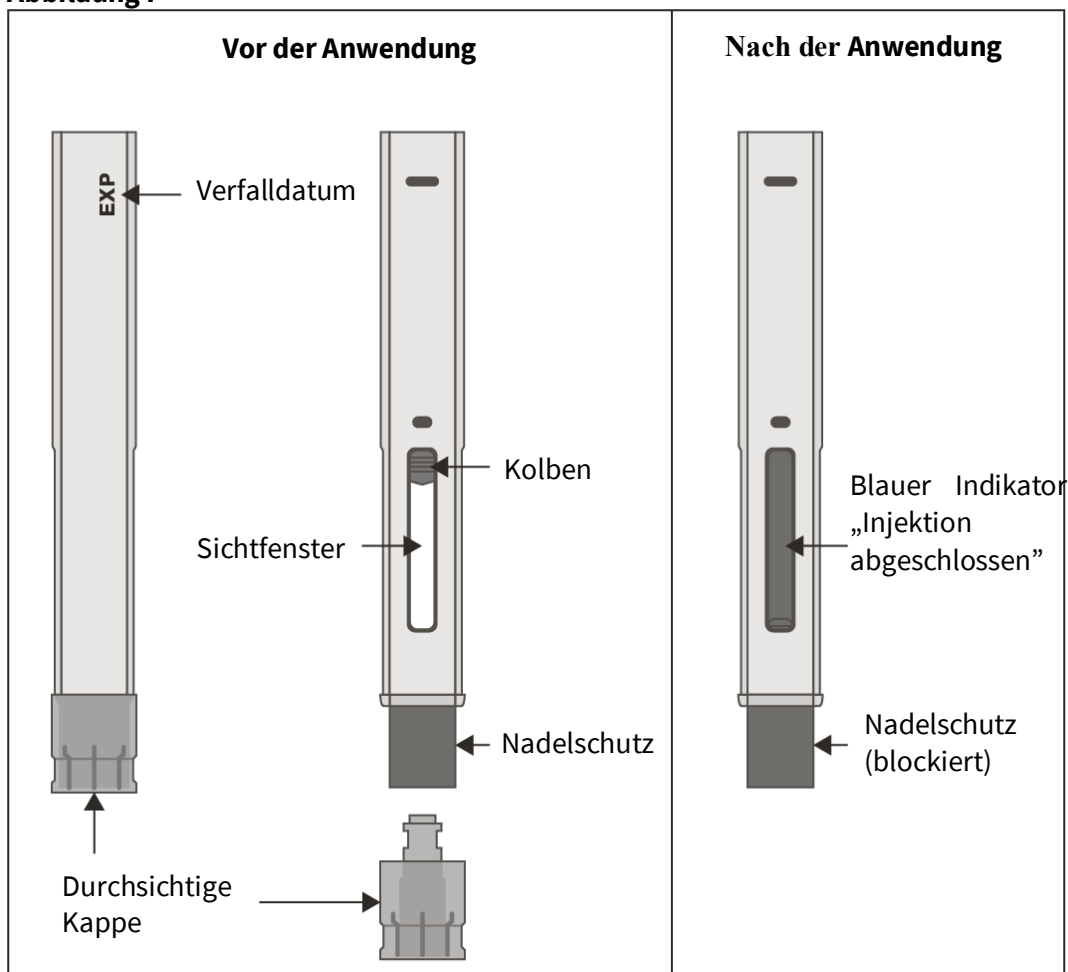 Vor der Anwendung
Nach der Anwendung
EXP
Verfalldatum
Kolben
Sichtfenster
Blauer Indikator
„Injektion
abgeschlossen”
Nadelschutz
Nadelschutz
(blockiert)
Durchsichtige
Kappe